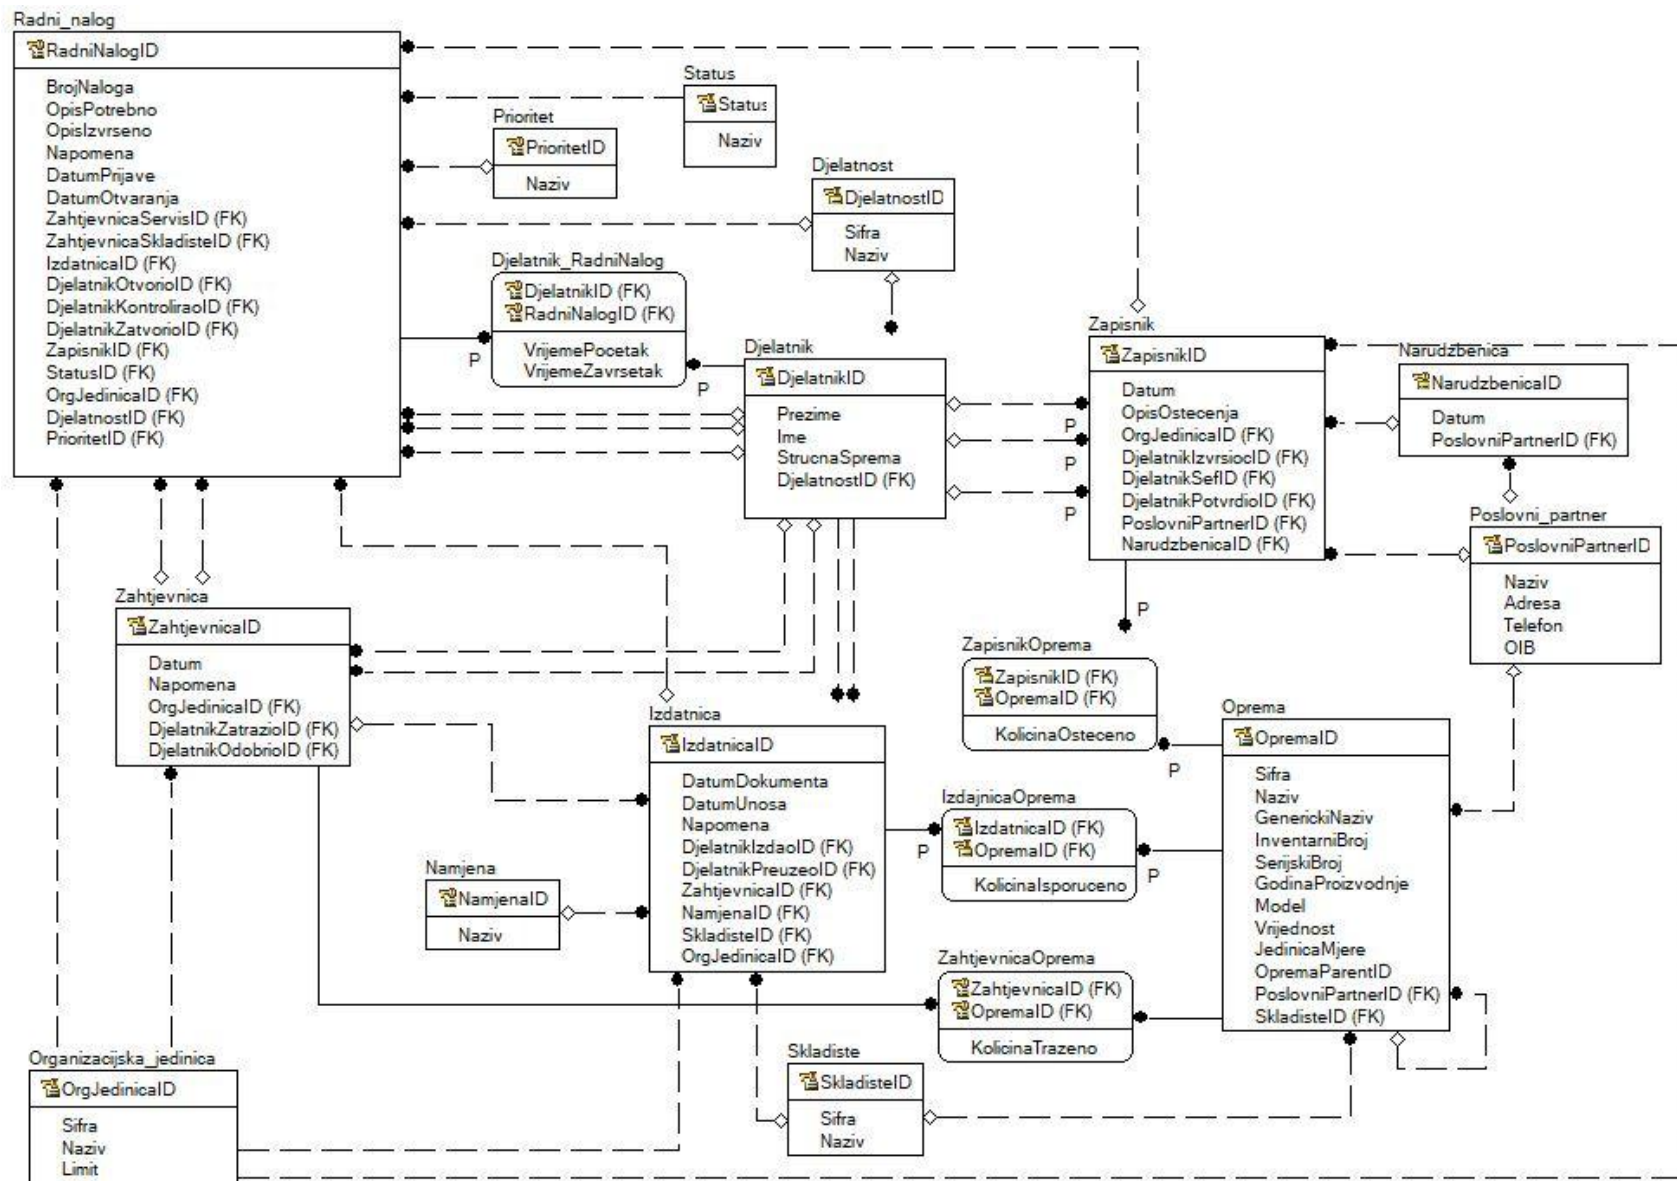 Radni_nalog
RadniNalogID
BrojNaloga
OpisPotrebno
OpisIzvrseno
Napomena
DatumPrijave
DatumOtvaranja
ZahtjevnicaServisID (FK)
ZahtjevnicaSkladisteID (FK)
IzdatnicaID (FK)
DjelatnikOtvorioID (FK)
DjelatnikKontroliraoID (FK)
DjelatnikZatvorioID (FK)
ZapisnikID (FK)
StatusID (FK)
OrgJedinicaID (FK)
DjelatnostID (FK)
PrioritetID (FK)
Status
Status
Naziv
Prioritet
PrioritetID
Naziv
Djelatnost
DjelatnostID
Sifra
Naziv
Djelatnik_RadniNalog
DjelatnikID (FK)
RadniNalogID (FK)
VrijemePocetak
VrijemeZavrsetak
P
P
Djelatnik
DjelatnikID
Prezime
Ime
StrucnaSprema
DjelatnostID (FK)
P
P
P
Zapisnik
ZapisnikID
Datum
OpisOstecenja
OrgJedinicaID (FK)
DjelatnikIzvrsiocID (FK)
DjelatnikSefID (FK)
DjelatnikPotvrdioID (FK)
PoslovniPartnerID (FK)
NarudzbenicaID (FK)
Narudzbenica
NarudzbenicaID
Datum
PoslovniPartnerID (FK)
Poslovni_partner
PoslovniPartnerID
Naziv
Adresa
Telefon
OIB
Zahtjevnica
ZahtjevnicaID
Datum
Napomena
OrgJedinicaID (FK)
DjelatnikZatrazioID (FK)
DjelatnikOdobrioID (FK)
P
ZapisnikOprema
ZapisnikID (FK)
OpremaID (FK)
KolicinaOsteceno
P
Izdatnica
IzdatnicaID
DatumDokumenta
DatumUnosa
Napomena
DjelatnikIzdaoID (FK)
DjelatnikPreuzeoID (FK)
ZahtjevnicaID (FK)
NamjenaID (FK)
SkladisteID (FK)
OrgJedinicaID (FK)
Oprema
OpremaID
Sifra
Naziv
GenerickiNaziv
InventarniBroj
SerijskiBroj
GodinaProizvodnje
Model
Vrijednost
JedinicaMjere
OpremaParentID
PoslovniPartnerID (FK)
SkladisteID (FK)
IzdajnicaOprema
IzdatnicaID (FK)
OpremaID (FK)
KolicinaIsporuceno
P
P
Namjena
NamjenaID
Naziv
ZahtjevnicaOprema
ZahtjevnicaID (FK)
OpremaID (FK)
KolicinaTrazeno
Organizacijska_jedinica
OrgJedinicaID
Sifra
Naziv
Limit
Skladiste
SkladisteID
Sifra
Naziv